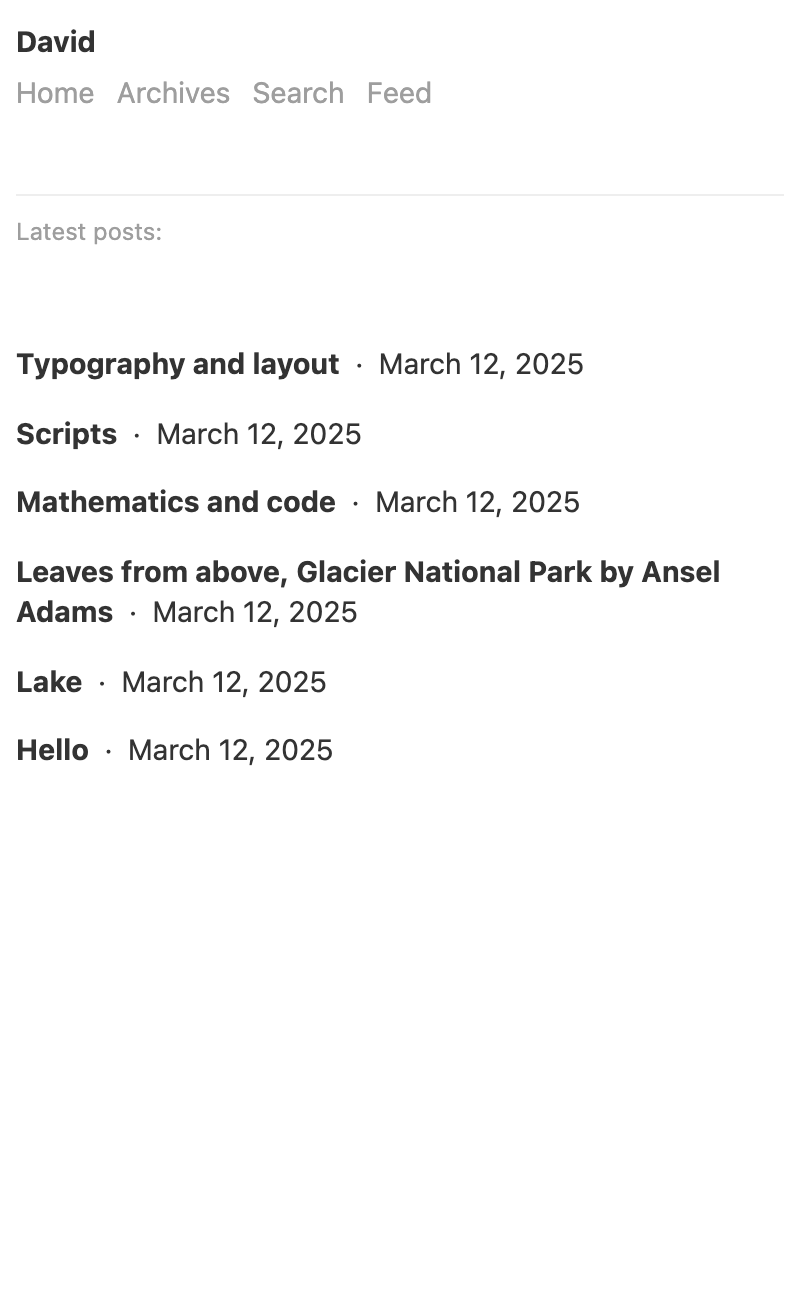 David
Home Archives Search Feed
Latest posts:
Typography and layout · March 12, 2025
Scripts · March 12, 2025
Mathematics and code · March 12, 2025
Leaves from above, Glacier National Park by Ansel
Adams · March 12, 2025
Lake · March 12, 2025
Hello · March 12, 2025